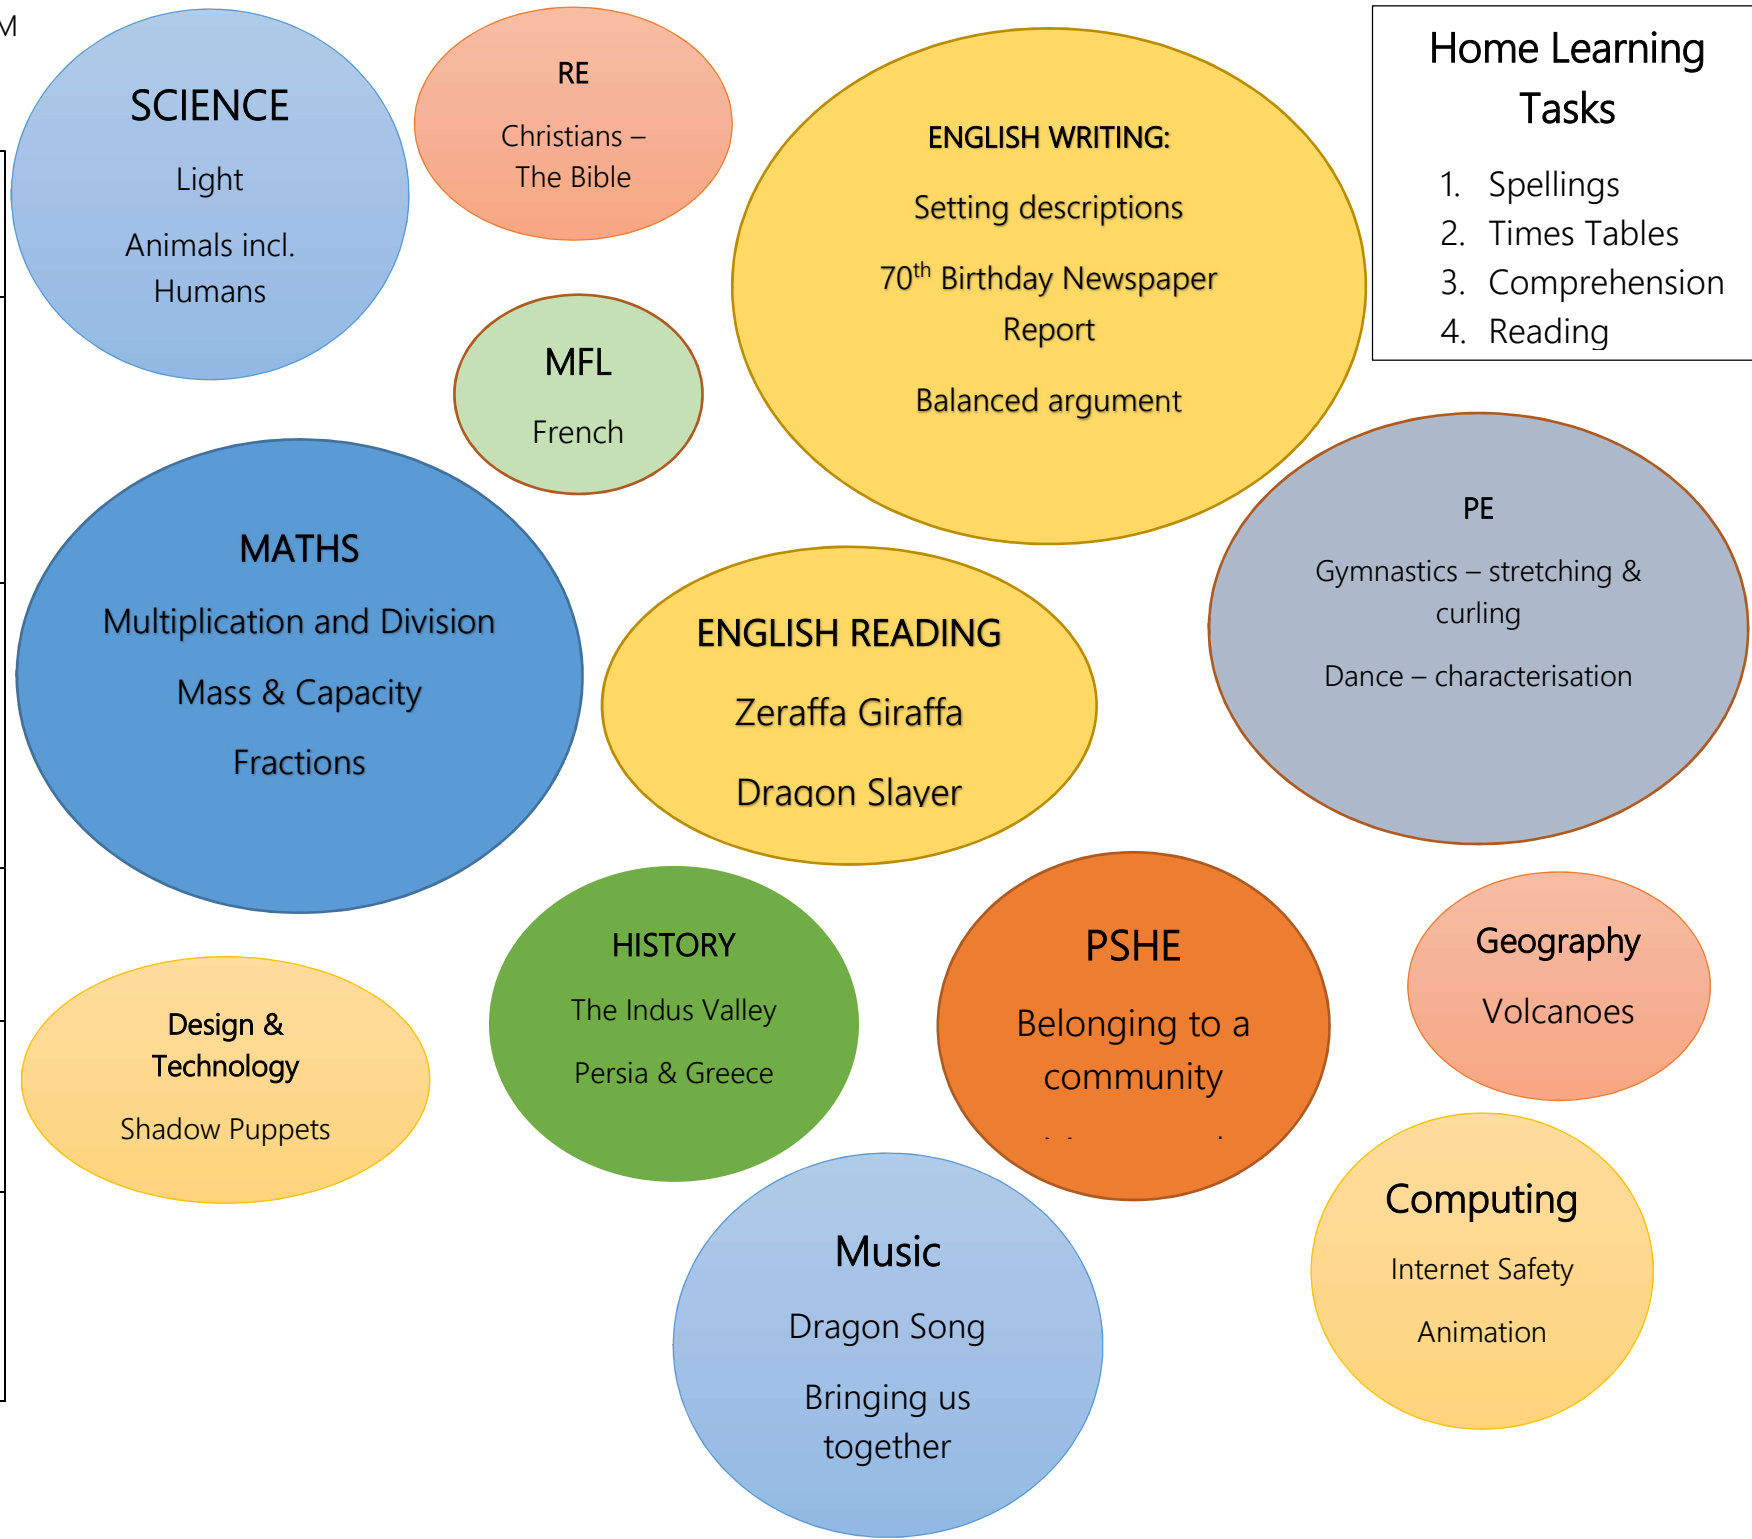 M
SCIENCE
Light
Animals incl.
Humans
RE
Christians –
The Bible
ENGLISH WRITING:
Setting descriptions
70th Birthday Newspaper
Report
Balanced argument
Home Learning
Tasks
1. Spellings
2. Times Tables
3. Comprehension
4. Reading
MFL
French
MATHS
Multiplication and Division
Mass & Capacity
Fractions
ENGLISH READING
Zeraffa Giraffa
Dragon Slayer
PE
Gymnastics – stretching &
curling
Dance – characterisation
Design &
Technology
Shadow Puppets
HISTORY
The Indus Valley
Persia & Greece
PSHE
Belonging to a
community
Geography
Volcanoes
Music
Dragon Song
Bringing us
together
Computing
Internet Safety
Animation